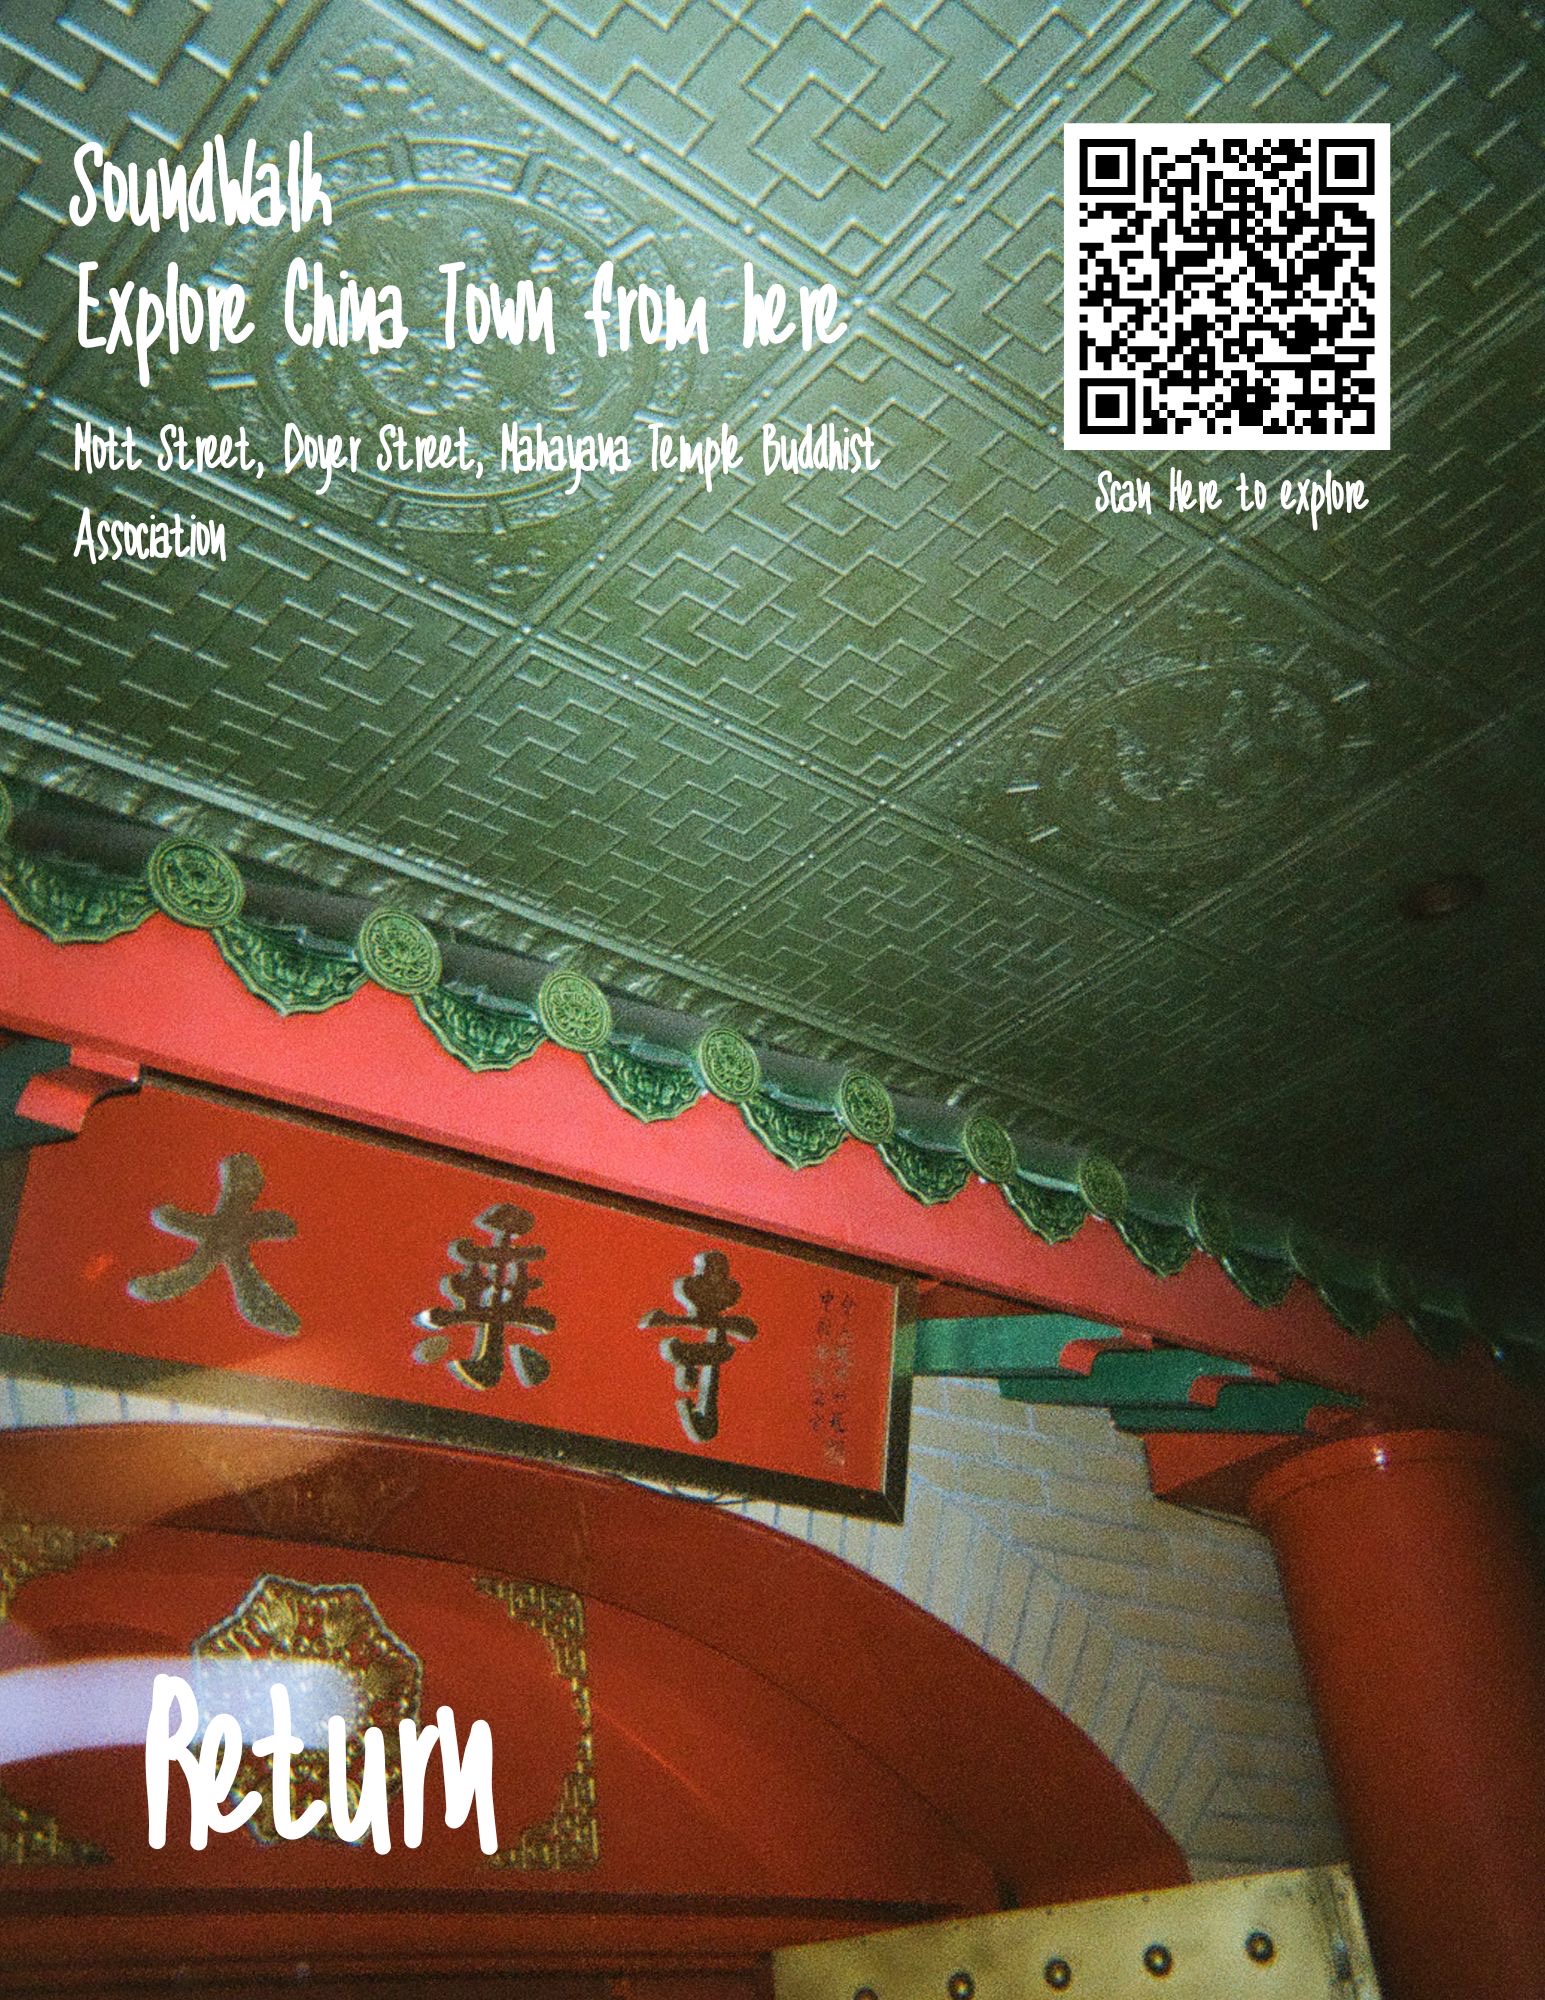 SoundWalk
Explore China Town from here
Mott Street, Doyer Street, Mahayana Temple Buddhist
Association
Scan Here to explore
大乘寺
Return